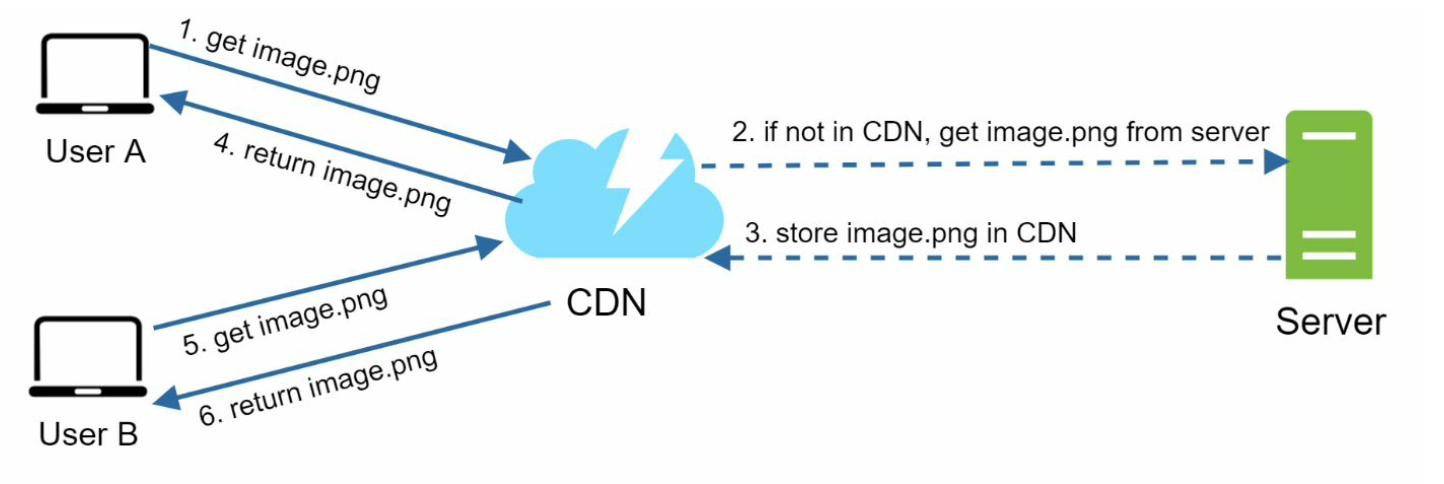 1. get image.png
User A
4. return image.png
2. if not in CDN, get image.png from server
3. store image.png in CDN
CDN
Server
5. get image.png
6. return image.png
User B